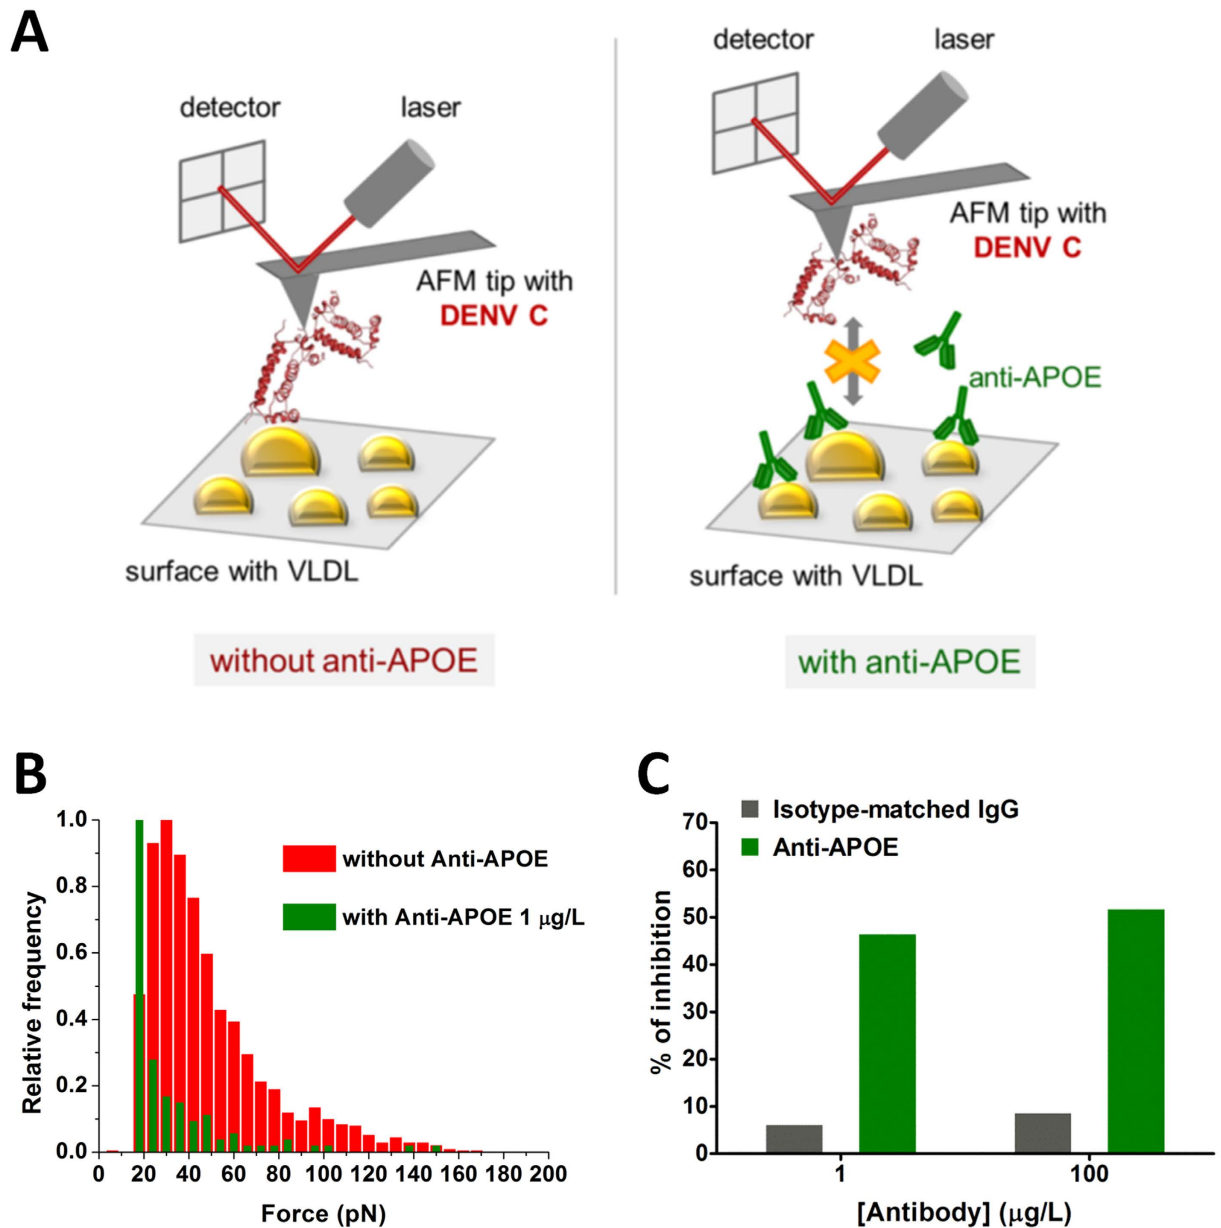 A
detector
laser
AFM tip with
DENV C
surface with VLDL
without anti-APOE
detector
laser
AFM tip with
DENV C
anti-APOE
surface with VLDL
with anti-APOE
B
Relative frequency
1.0
0.8
0.6
0.4
0.2
0.0
without Anti-APOE
with Anti-APOE 1 μg/L
0 20 40 60 80 100 120 140 160 180 200
Force (pN)
C
Isotype-matched IgG
Anti-APOE
% of inhibition
70
60
50
40
30
20
10
0
1 100
[Antibody] (μg/L)